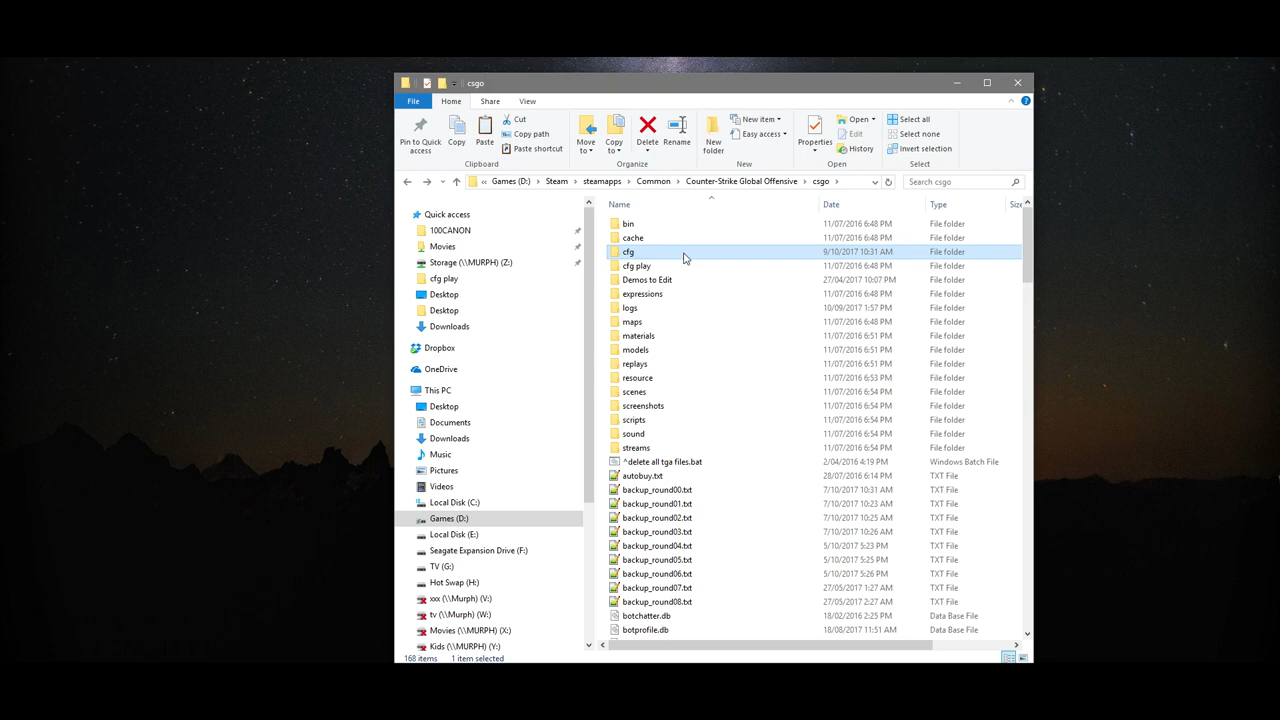 csgo
File Home Share View
Pin to Quick access Copy Paste Cut Copy path Paste shortcut Move to Copy to Delete Rename New folder New item Easy access Properties Open Edit History Select all Select none Invert selection
Clipboard Organize New Open Select
« Games (D:) Steam steamapps Common Counter-Strike Global Offensive csgo Search csgo
Name Date Type Size
Quick access
100CANON
Movies
Storage (\\MURPH) (Z:)
cfg play
Desktop
Desktop
Downloads
Dropbox
OneDrive
This PC
Desktop
Documents
Downloads
Music
Pictures
Videos
Local Disk (C:)
Games (D:)
Local Disk (E:)
Seagate Expansion Drive (F:)
TV (G:)
Hot Swap (H:)
xxx (\\Murph) (V:)
tv (\\Murph) (W:)
Movies (\\MURPH) (X:)
Kids (\\MURPH) (Y:)
bin 11/07/2016 6:48 PM File folder
cache 11/07/2016 6:48 PM File folder
cfg 9/10/2017 10:31 AM File folder
cfg play 11/07/2016 6:48 PM File folder
Demos to Edit 27/04/2017 10:07 PM File folder
expressions 11/07/2016 6:48 PM File folder
logs 10/09/2017 1:57 PM File folder
maps 11/07/2016 6:48 PM File folder
materials 11/07/2016 6:51 PM File folder
models 11/07/2016 6:51 PM File folder
replays 11/07/2016 6:51 PM File folder
resource 11/07/2016 6:53 PM File folder
scenes 11/07/2016 6:54 PM File folder
screenshots 11/07/2016 6:54 PM File folder
scripts 11/07/2016 6:54 PM File folder
sound 11/07/2016 6:54 PM File folder
streams 11/07/2016 6:54 PM File folder
^delete all tga files.bat 2/04/2016 4:19 PM Windows Batch File
autobuy.txt 28/07/2016 7:14 PM TXT File
backup_round00.txt 7/10/2017 10:31 AM TXT File
backup_round01.txt 7/10/2017 10:23 AM TXT File
backup_round02.txt 7/10/2017 10:25 AM TXT File
backup_round03.txt 7/10/2017 10:26 AM TXT File
backup_round04.txt 5/10/2017 5:23 PM TXT File
backup_round05.txt 5/10/2017 5:25 PM TXT File
backup_round06.txt 5/10/2017 5:26 PM TXT File
backup_round07.txt 27/05/2017 1:27 AM TXT File
backup_round08.txt 27/05/2017 2:27 AM TXT File
botchatter.db 18/02/2016 2:25 PM Data Base File
botprofile.db 18/08/2017 11:51 AM Data Base File
168 items 1 item selected